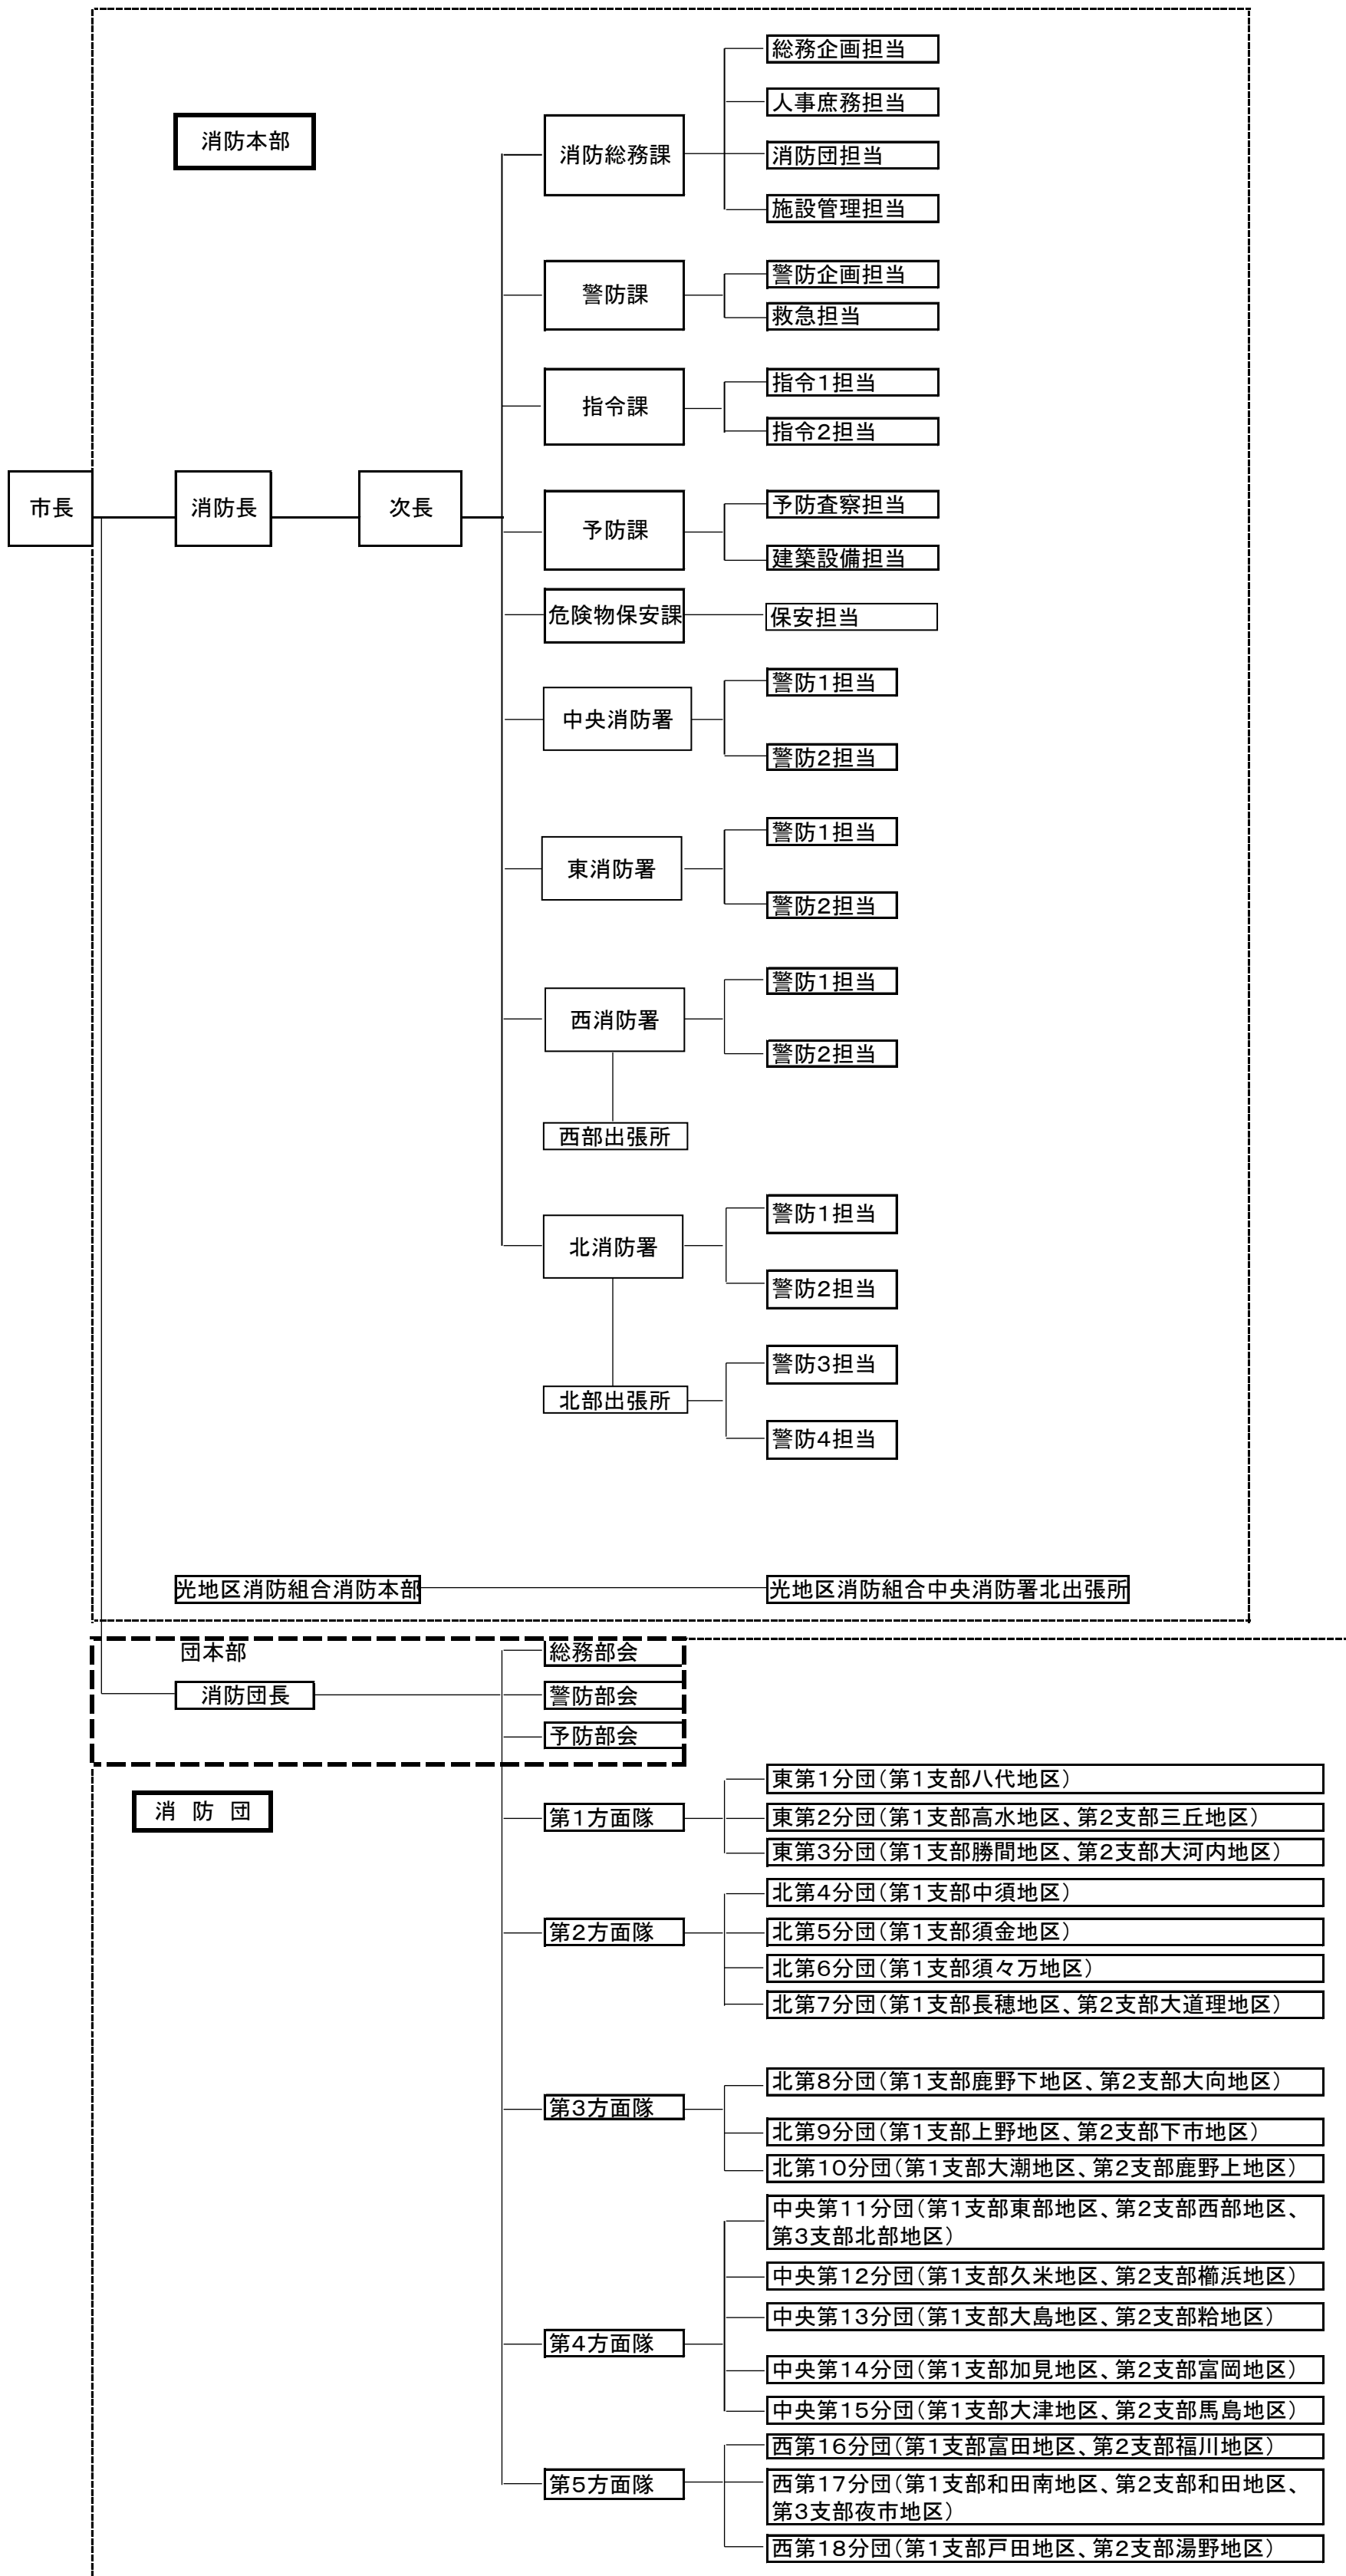 総務企画担当
人事庶務担当
消防本部
消防総務課
消防団担当
施設管理担当
警防企画担当
警防課
救急担当
指令1担当
指令課
指令2担当
市長
消防長
次長
予防査察担当
予防課
建築設備担当
危険物保安課
保安担当
警防1担当
中央消防署
警防2担当
警防1担当
東消防署
警防2担当
警防1担当
西消防署
警防2担当
西部出張所
警防1担当
北消防署
警防2担当
警防3担当
北部出張所
警防4担当
光地区消防組合消防本部
光地区消防組合中央消防署北出張所
団本部
総務部会
消防団長
警防部会
予防部会
消 防 団
東第1分団(第1支部八代地区)
第1方面隊
東第2分団(第1支部高水地区、第2支部三丘地区)
東第3分団(第1支部勝間地区、第2支部大河内地区)
北第4分団(第1支部中須地区)
第2方面隊
北第5分団(第1支部須金地区)
北第6分団(第1支部須々万地区)
北第7分団(第1支部長穂地区、第2支部大道理地区)
北第8分団(第1支部鹿野下地区、第2支部大向地区)
第3方面隊
北第9分団(第1支部上野地区、第2支部下市地区)
北第10分団(第1支部大潮地区、第2支部鹿野上地区)
中央第11分団(第1支部東部地区、第2支部西部地区、
第3支部北部地区)
中央第12分団(第1支部久米地区、第2支部櫛浜地区)
中央第13分団(第1支部大島地区、第2支部粭地区)
第4方面隊
中央第14分団(第1支部加見地区、第2支部富岡地区)
中央第15分団(第1支部大津地区、第2支部馬島地区)
西第16分団(第1支部富田地区、第2支部福川地区)
第5方面隊
西第17分団(第1支部和田南地区、第2支部和田地区、
第3支部夜市地区)
西第18分団(第1支部戸田地区、第2支部湯野地区)